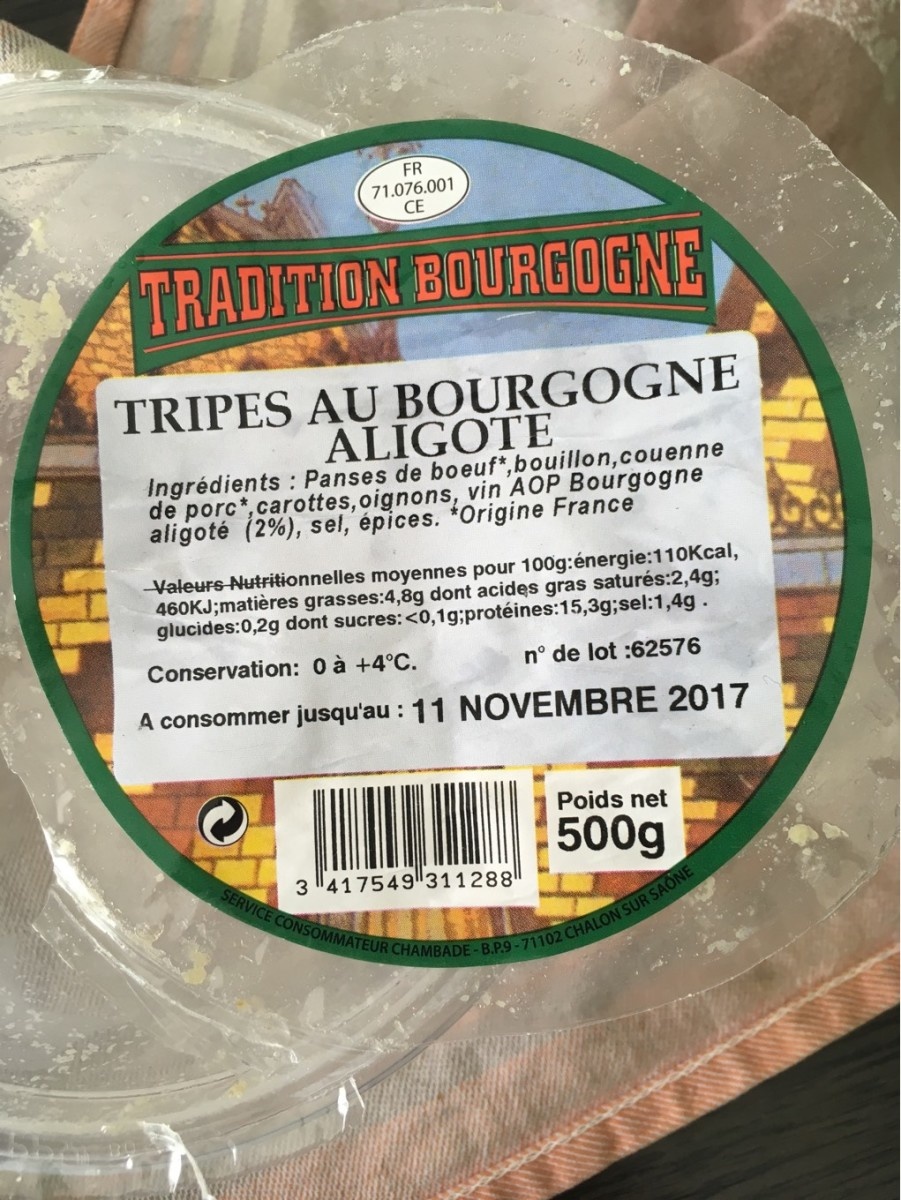 FR
71.076.001
CE
TRADITION BOURGOGNE
TRIPES AU BOURGOGNE
ALIGOTE
Ingrédients : Panses de boeuf*,bouillon,couenne
de porc*,carottes,oignons, vin AOP Bourgogne
aligoté (2%), sel, épices. *Origine France
Valeurs Nutritionnelles moyennes pour 100g:énergie:110Kcal,
460KJ;matières grasses:4,8g dont acides gras saturés:2,4g;
glucides:0,2g dont sucres:<0,1g;protéines:15,3g;sel:1,4g .
Conservation: 0 à +4°C.
n° de lot :62576
A consommer jusqu'au : 11 NOVEMBRE 2017
Poids net
500g
3 417549 311288
SERVICE CONSOMMATEUR CHAMBADE - B.P.9 - 71102 CHALON SUR SAÔNE